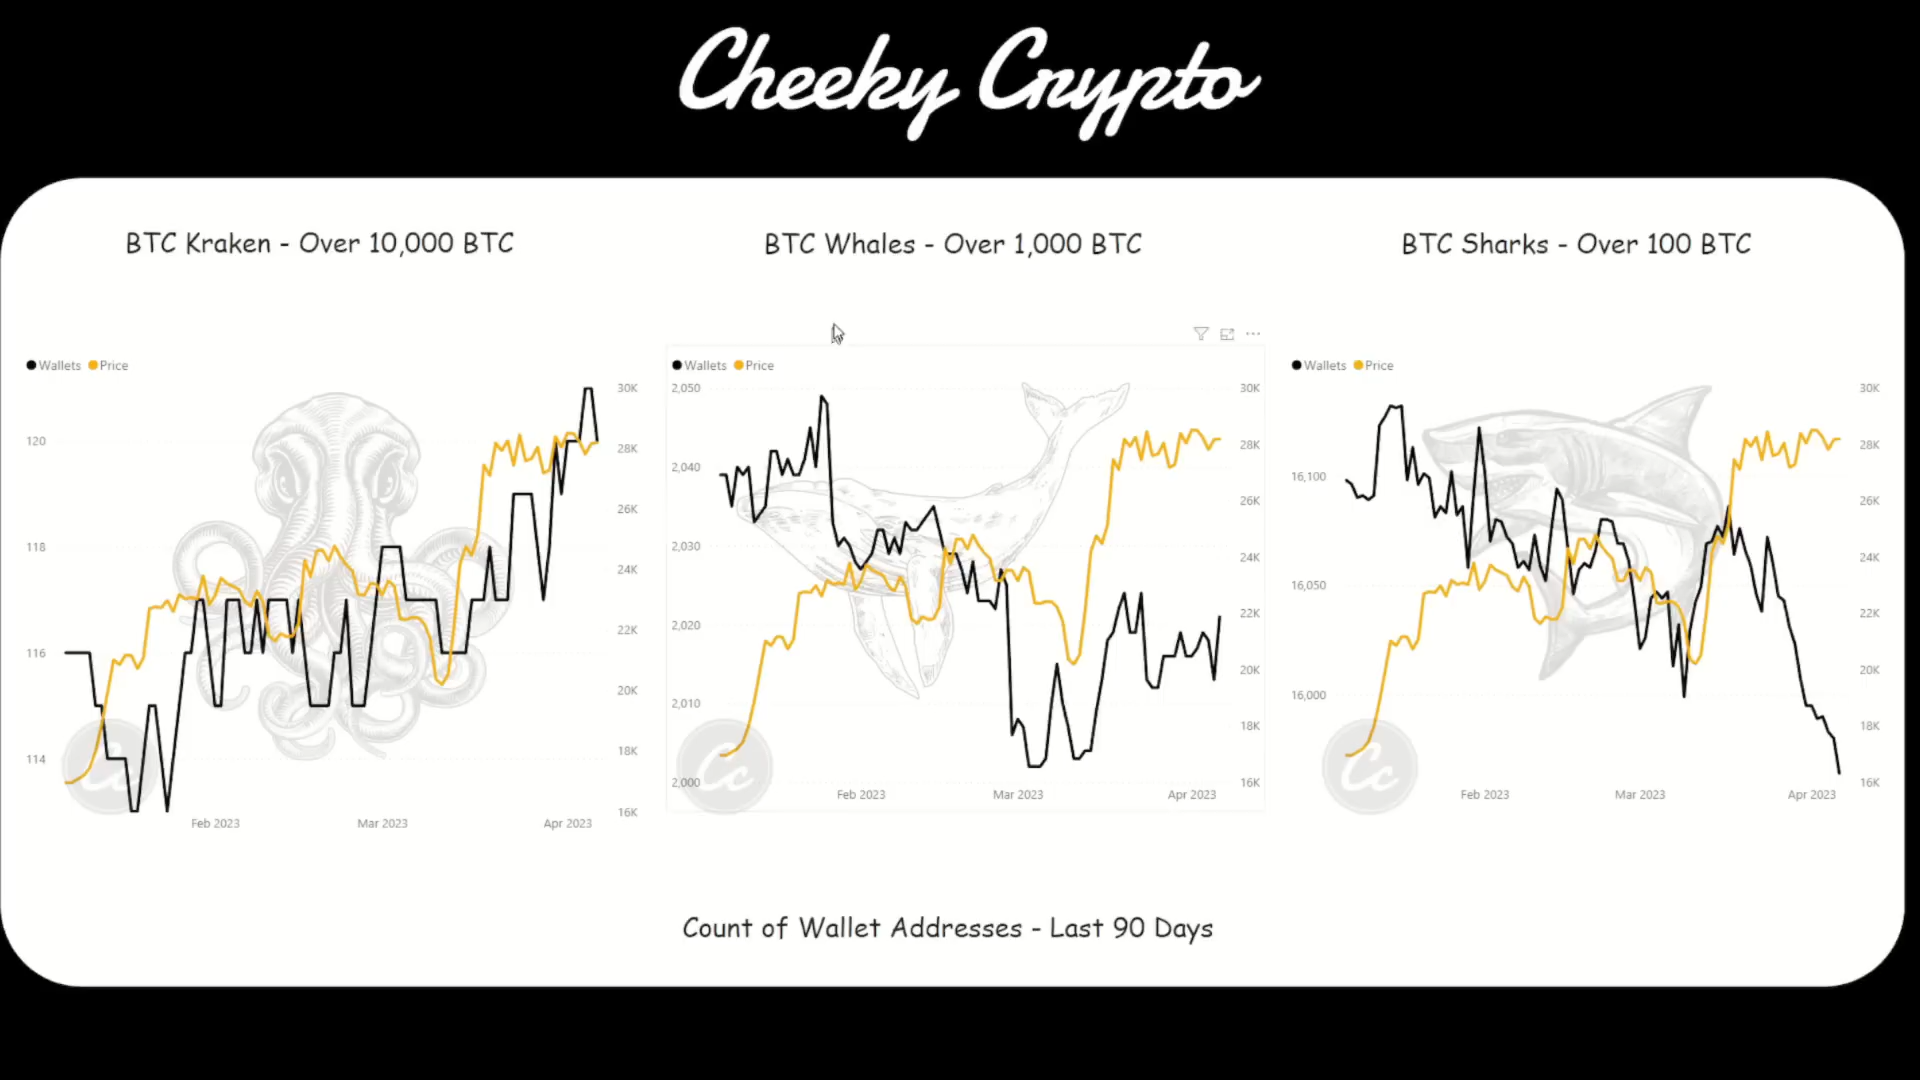 Cheeky Crypto
BTC Kraken - Over 10,000 BTC
Wallets Price
30K
120
28K
26K
118
24K
22K
116
20K
18K
114
16K
Feb 2023 Mar 2023 Apr 2023
Cc
BTC Whales - Over 1,000 BTC
Wallets Price
2,050 30K
28K
2,040
26K
2,030
24K
2,020 22K
20K
2,010
18K
2,000 16K
Feb 2023 Mar 2023 Apr 2023
Cc
BTC Sharks - Over 100 BTC
Wallets Price
30K
28K
16,100
26K
24K
16,050
22K
20K
16,000
18K
16K
Feb 2023 Mar 2023 Apr 2023
Cc
Count of Wallet Addresses - Last 90 Days